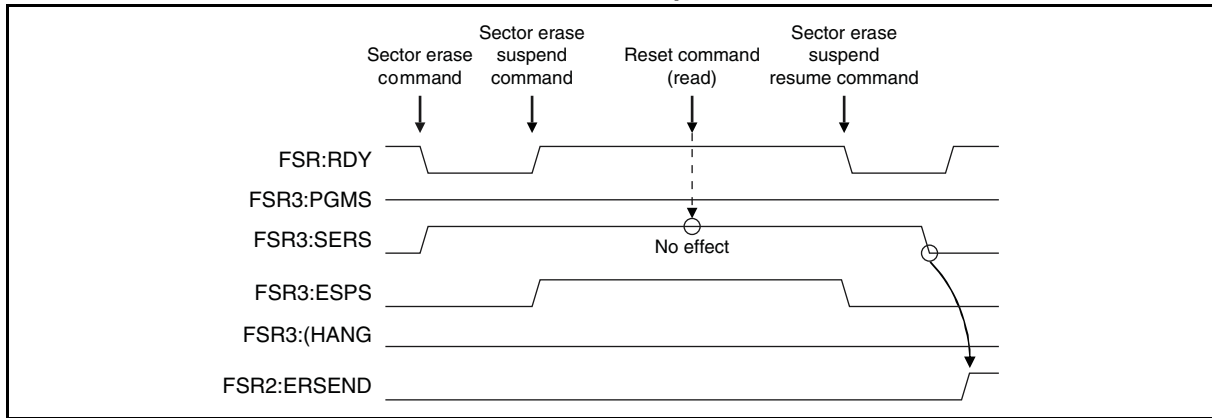 Sector erase
command
Sector erase
suspend
command
Reset command
(read)
Sector erase
suspend
resume command
FSR:RDY
FSR3:PGMS
FSR3:SERS
No effect
FSR3:ESPS
FSR3:(HANG
FSR2:ERSEND